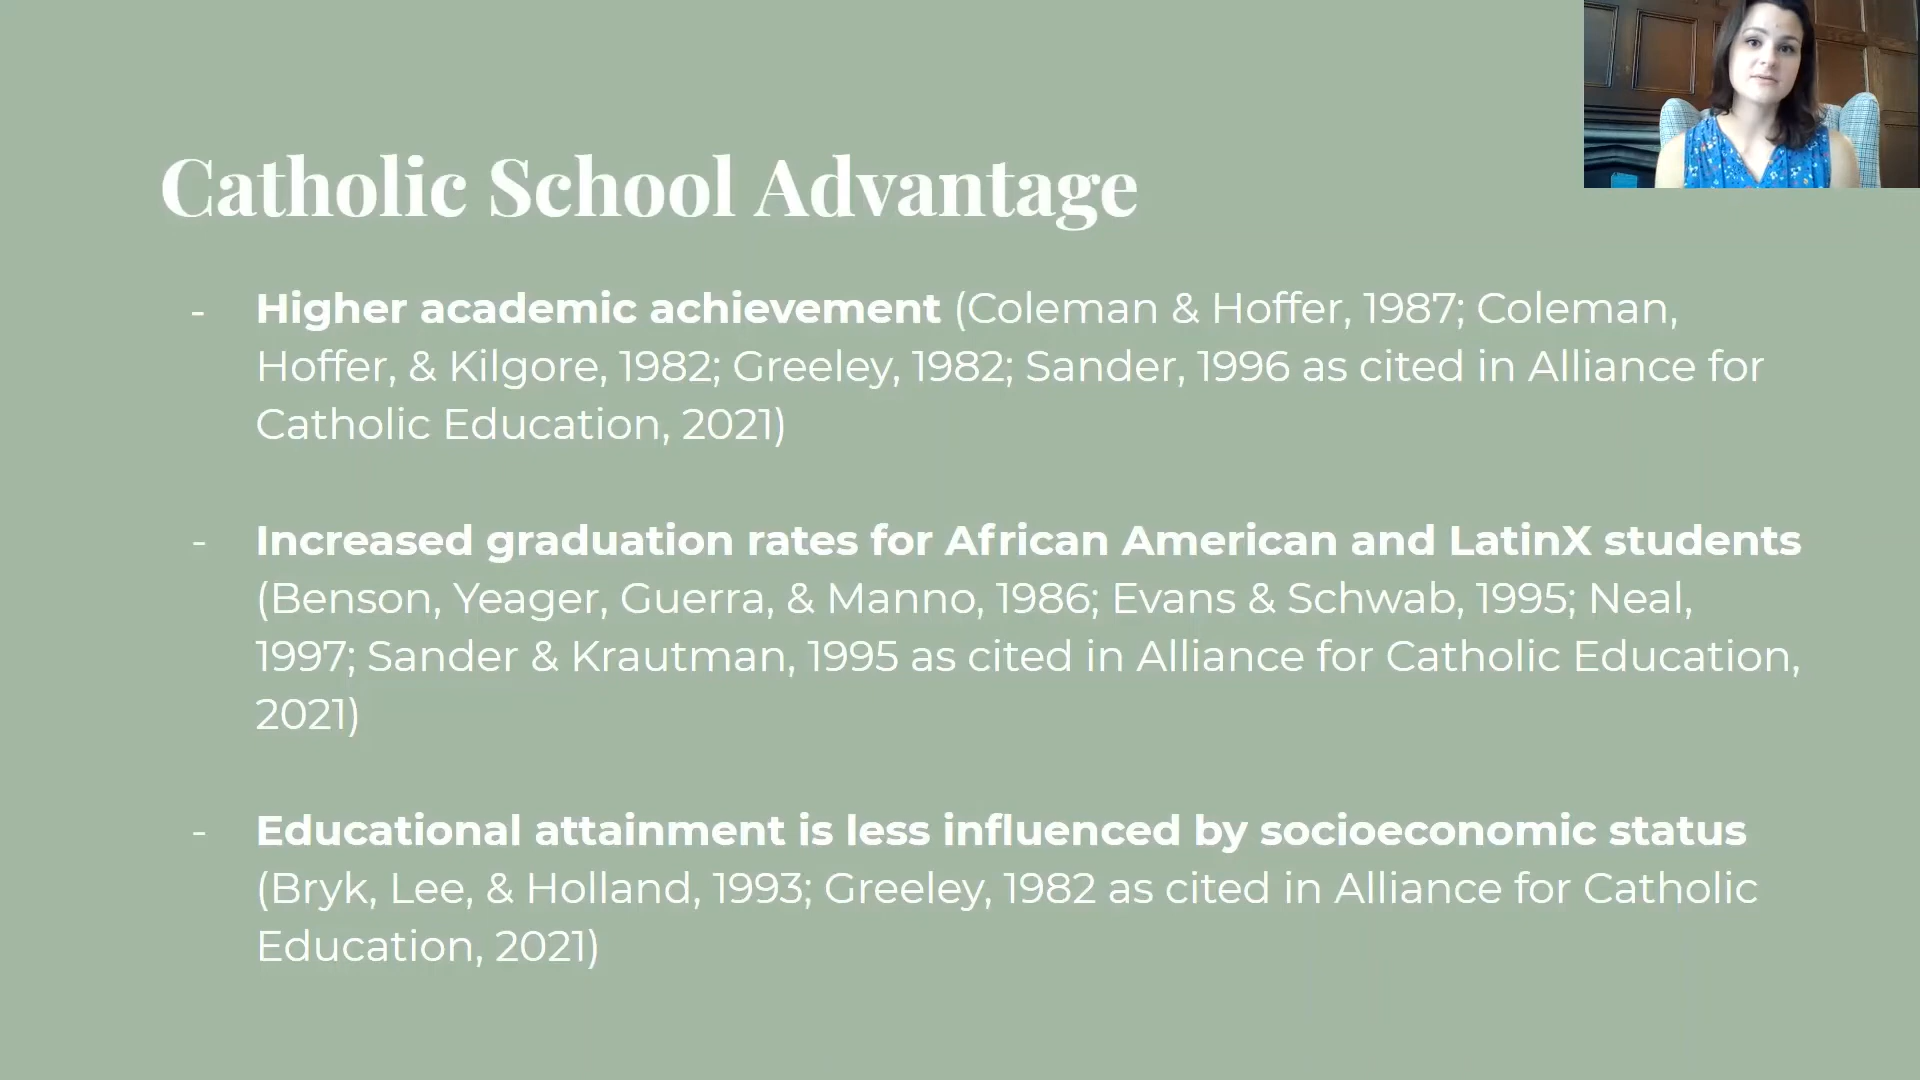 Catholic School Advantage
- Higher academic achievement (Coleman & Hoffer, 1987; Coleman,
Hoffer, & Kilgore, 1982; Greeley, 1982; Sander, 1996 as cited in Alliance for
Catholic Education, 2021)
- Increased graduation rates for African American and LatinX students
(Benson, Yeager, Guerra, & Manno, 1986; Evans & Schwab, 1995; Neal,
1997; Sander & Krautman, 1995 as cited in Alliance for Catholic Education,
2021)
- Educational attainment is less influenced by socioeconomic status
(Bryk, Lee, & Holland, 1993; Greeley, 1982 as cited in Alliance for Catholic
Education, 2021)